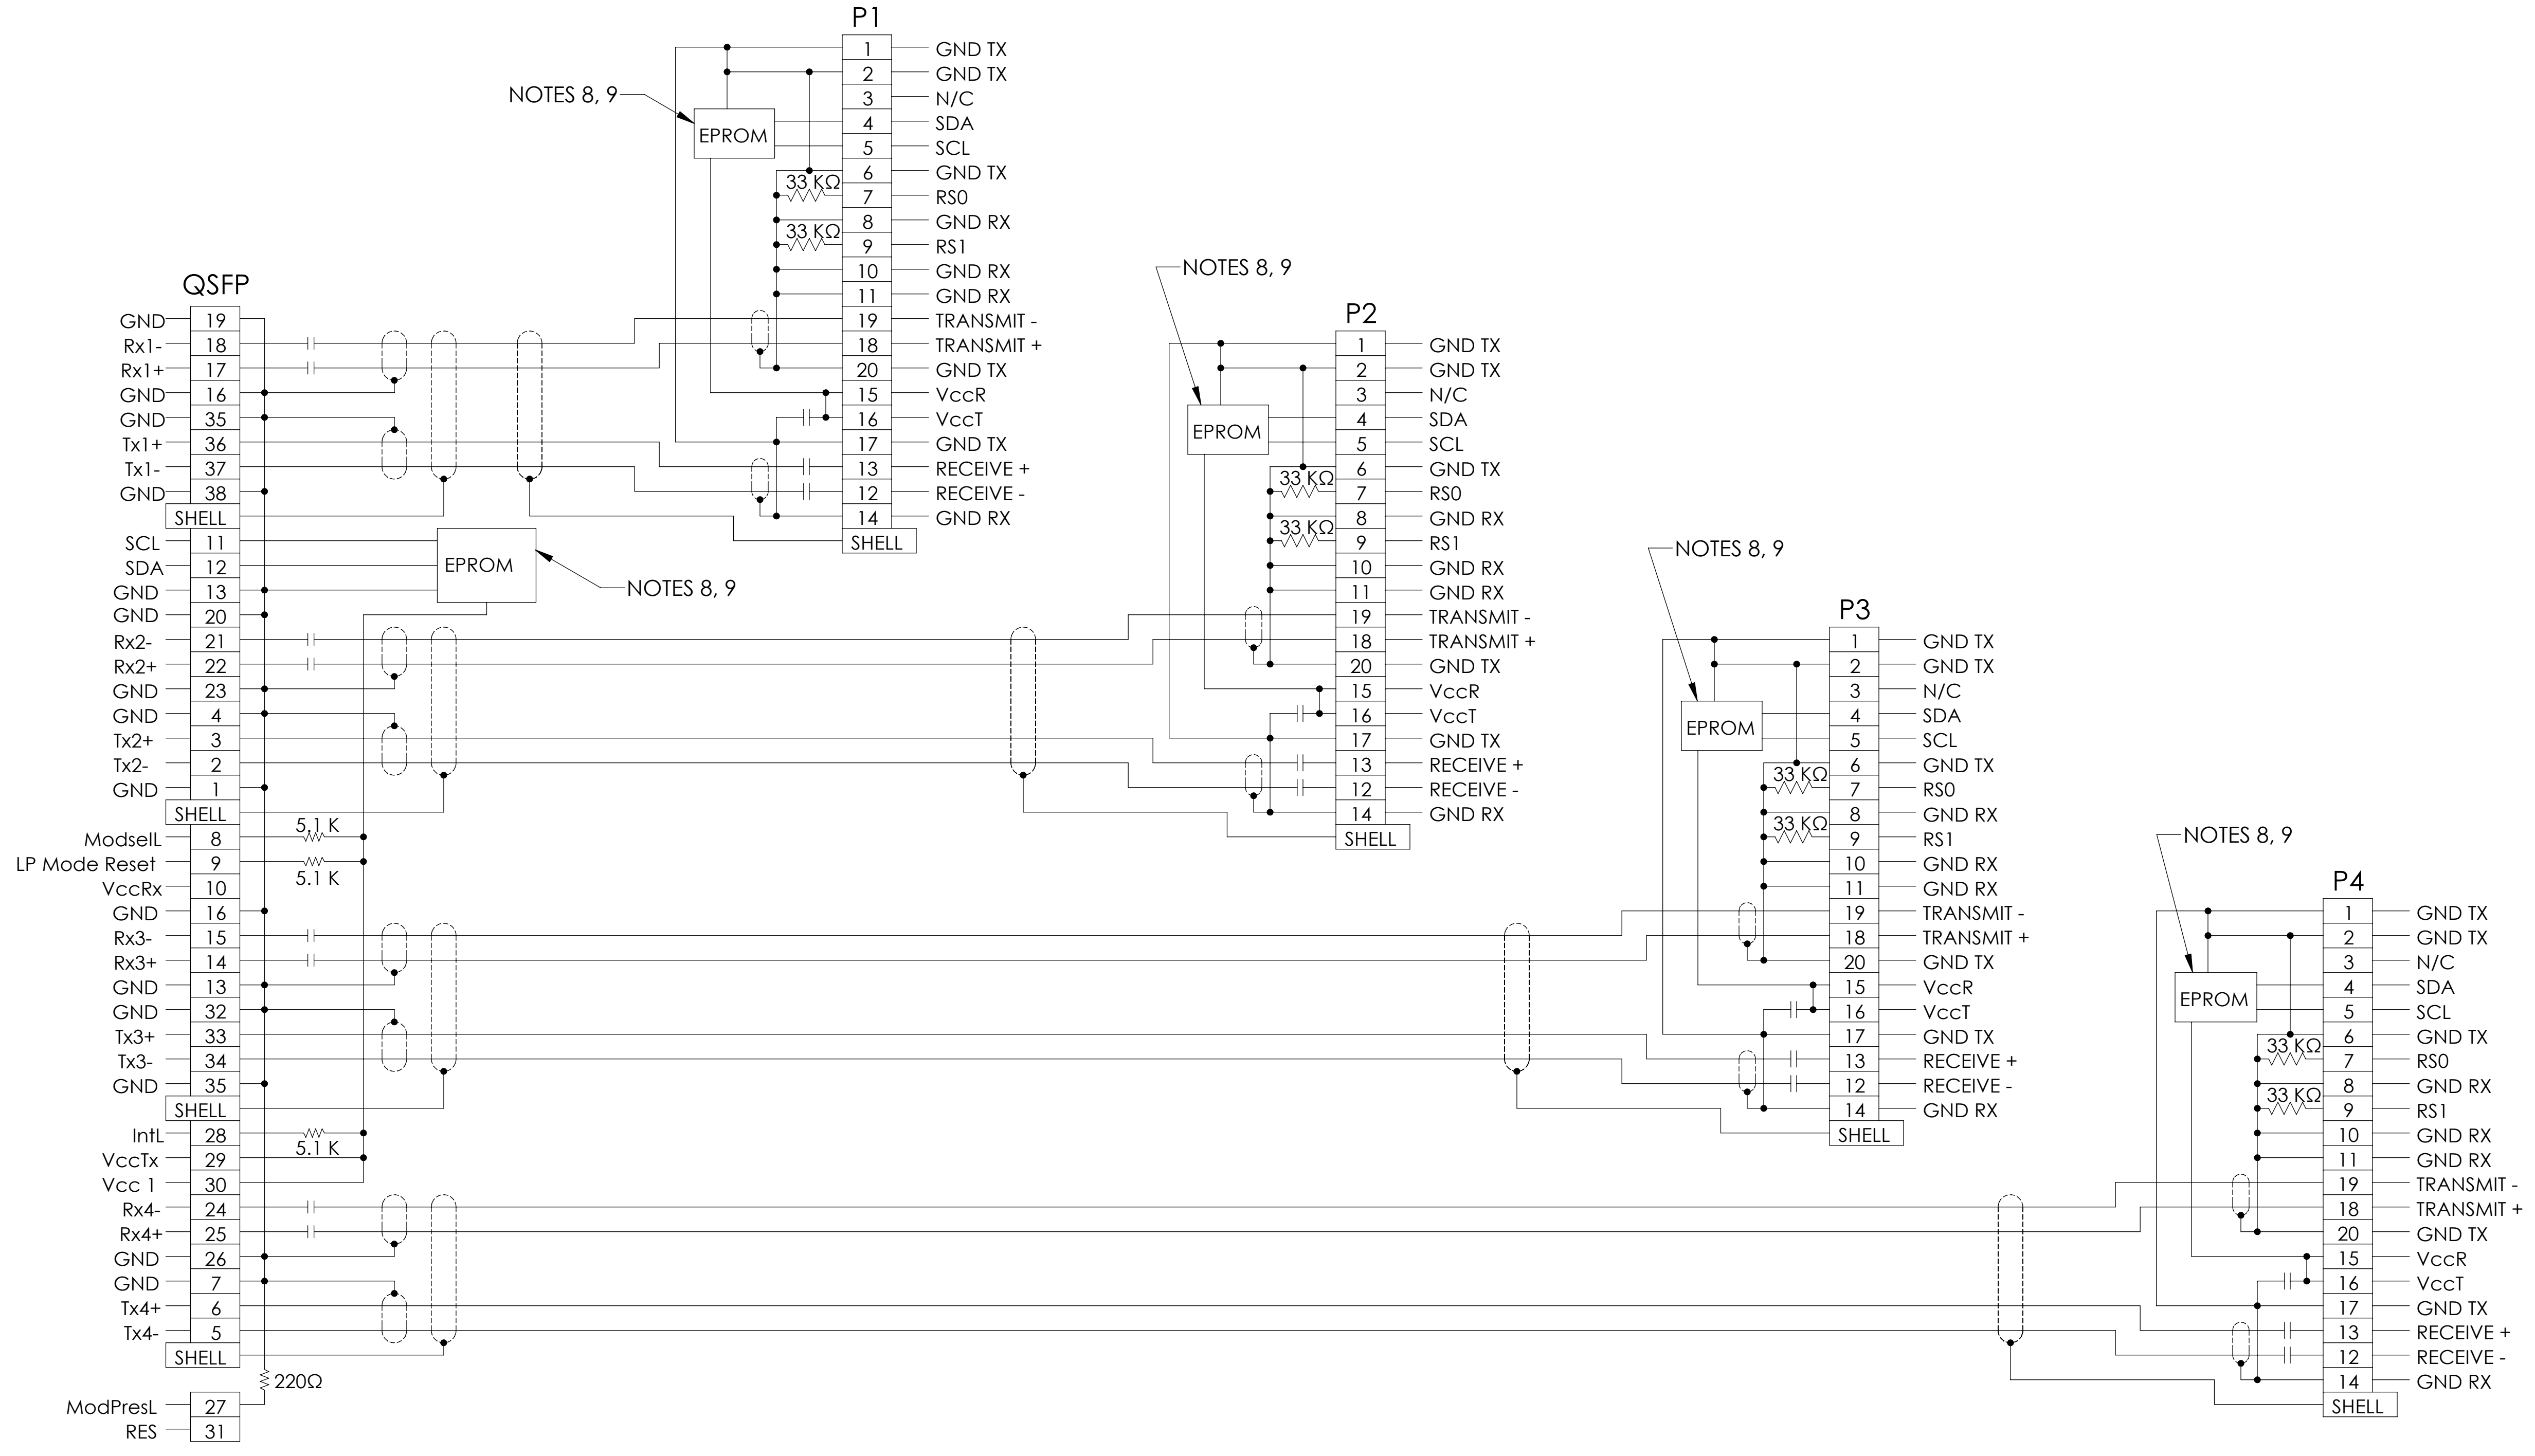 P1
1 GND TX
2 GND TX
3 N/C
4 SDA
5 SCL
6 GND TX
33 KΩ
7 RS0
8 GND RX
33 KΩ
9 RS1
10 GND RX
11 GND RX
19 TRANSMIT -
18 TRANSMIT +
20 GND TX
15 VccR
16 VccT
17 GND TX
13 RECEIVE +
12 RECEIVE -
14 GND RX
SHELL
NOTES 8, 9
EPROM
QSFP
GND 19
Rx1- 18
Rx1+ 17
GND 16
GND 35
Tx1+ 36
Tx1- 37
GND 38
SHELL
SCL 11
SDA 12
GND 13
GND 20
EPROM
NOTES 8, 9
Rx2- 21
Rx2+ 22
GND 23
GND 4
Tx2+ 3
Tx2- 2
GND 1
SHELL
ModselL 8 5.1 K
LP Mode Reset 9
5.1 K
VccRx 10
GND 16
Rx3- 15
Rx3+ 14
GND 13
GND 32
Tx3+ 33
Tx3- 34
GND 35
SHELL
IntL 28
5.1 K
VccTx 29
Vcc 1 30
Rx4- 24
Rx4+ 25
GND 26
GND 7
Tx4+ 6
Tx4- 5
SHELL
220Ω
ModPresL 27
RES 31
P2
NOTES 8, 9
EPROM
1 GND TX
2 GND TX
3 N/C
4 SDA
5 SCL
6 GND TX
33 KΩ
7 RS0
8 GND RX
33 KΩ
9 RS1
10 GND RX
11 GND RX
19 TRANSMIT -
18 TRANSMIT +
20 GND TX
15 VccR
16 VccT
17 GND TX
13 RECEIVE +
12 RECEIVE -
14 GND RX
SHELL
P3
NOTES 8, 9
EPROM
1 GND TX
2 GND TX
3 N/C
4 SDA
5 SCL
6 GND TX
33 KΩ
7 RS0
8 GND RX
33 KΩ
9 RS1
10 GND RX
11 GND RX
19 TRANSMIT -
18 TRANSMIT +
20 GND TX
15 VccR
16 VccT
17 GND TX
13 RECEIVE +
12 RECEIVE -
14 GND RX
SHELL
P4
NOTES 8, 9
EPROM
1 GND TX
2 GND TX
3 N/C
4 SDA
5 SCL
6 GND TX
33 KΩ
7 RS0
8 GND RX
33 KΩ
9 RS1
10 GND RX
11 GND RX
19 TRANSMIT -
18 TRANSMIT +
20 GND TX
15 VccR
16 VccT
17 GND TX
13 RECEIVE +
12 RECEIVE -
14 GND RX
SHELL